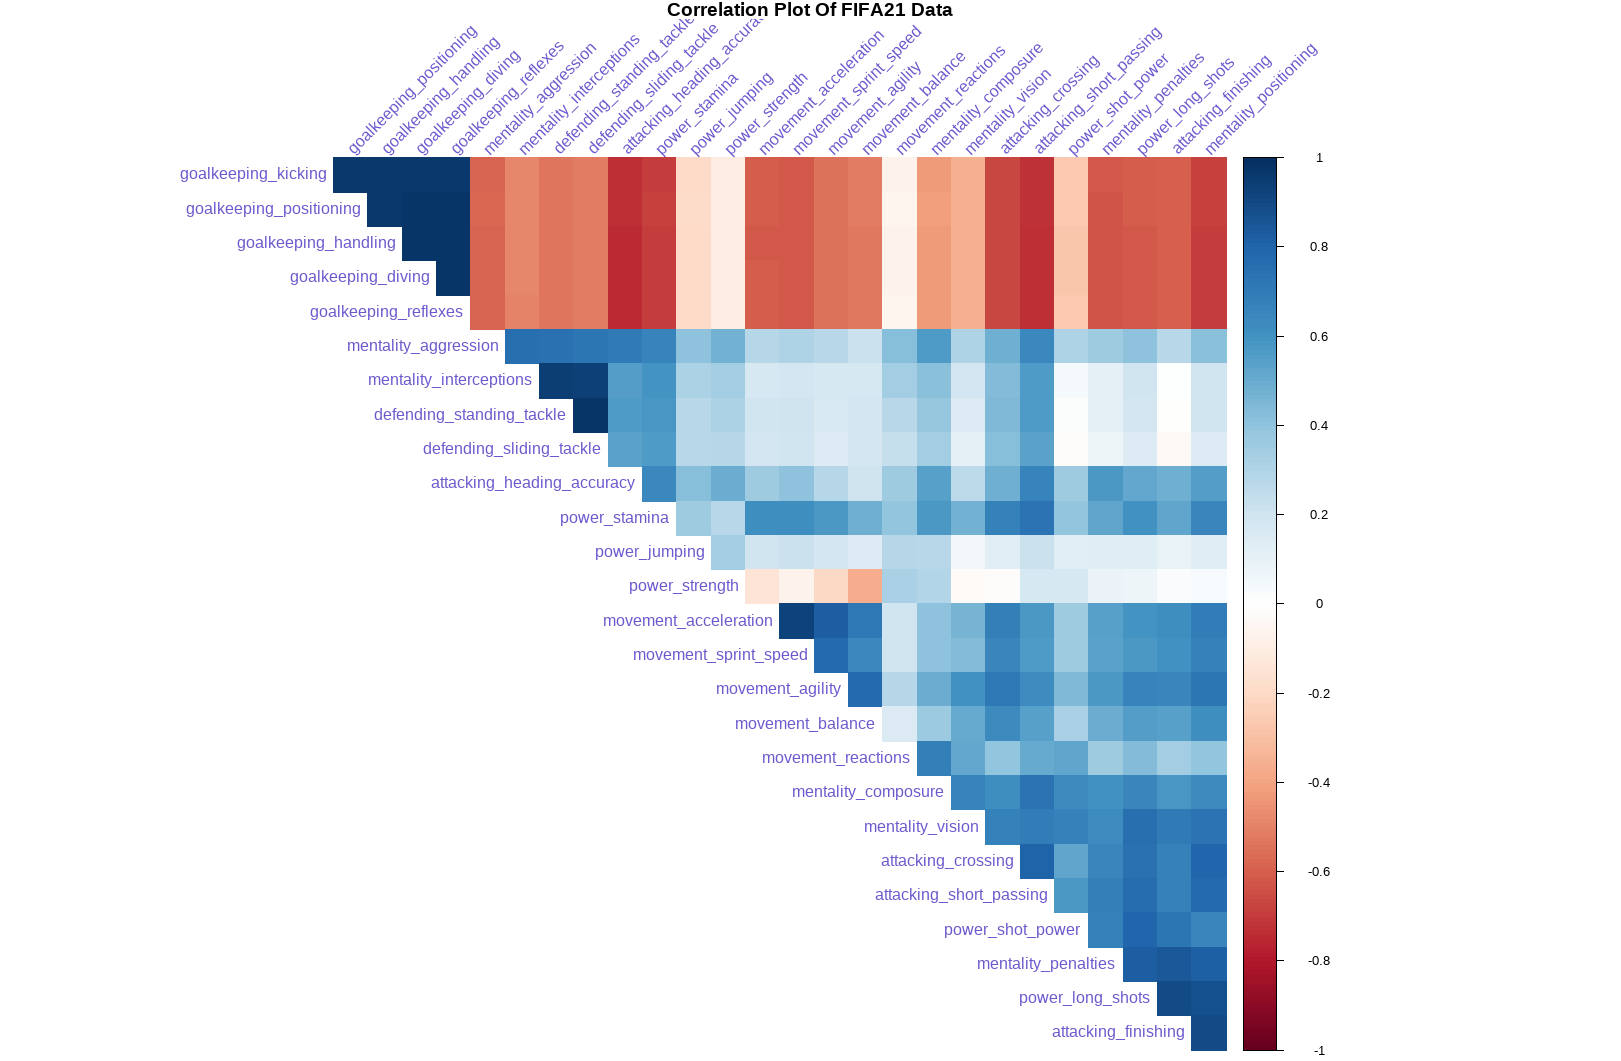 Correlation Plot Of FIFA21 Data
goalkeeping_positioning
goalkeeping_handling
goalkeeping_diving
goalkeeping_reflexes
mentality_aggression
mentality_interceptions
defending_standing_tackle
defending_sliding_tackle
attacking_heading_accurac
power_stamina
power_jumping
power_strength
movement_acceleration
movement_sprint_speed
movement_agility
movement_balance
movement_reactions
mentality_composure
mentality_vision
attacking_crossing
attacking_short_passing
power_shot_power
mentality_penalties
power_long_shots
attacking_finishing
mentality_positioning
goalkeeping_kicking
goalkeeping_positioning
goalkeeping_handling
goalkeeping_diving
goalkeeping_reflexes
mentality_aggression
mentality_interceptions
defending_standing_tackle
defending_sliding_tackle
attacking_heading_accuracy
power_stamina
power_jumping
power_strength
movement_acceleration
movement_sprint_speed
movement_agility
movement_balance
movement_reactions
mentality_composure
mentality_vision
attacking_crossing
attacking_short_passing
power_shot_power
mentality_penalties
power_long_shots
attacking_finishing
1
0.8
0.6
0.4
0.2
0
-0.2
-0.4
-0.6
-0.8
-1